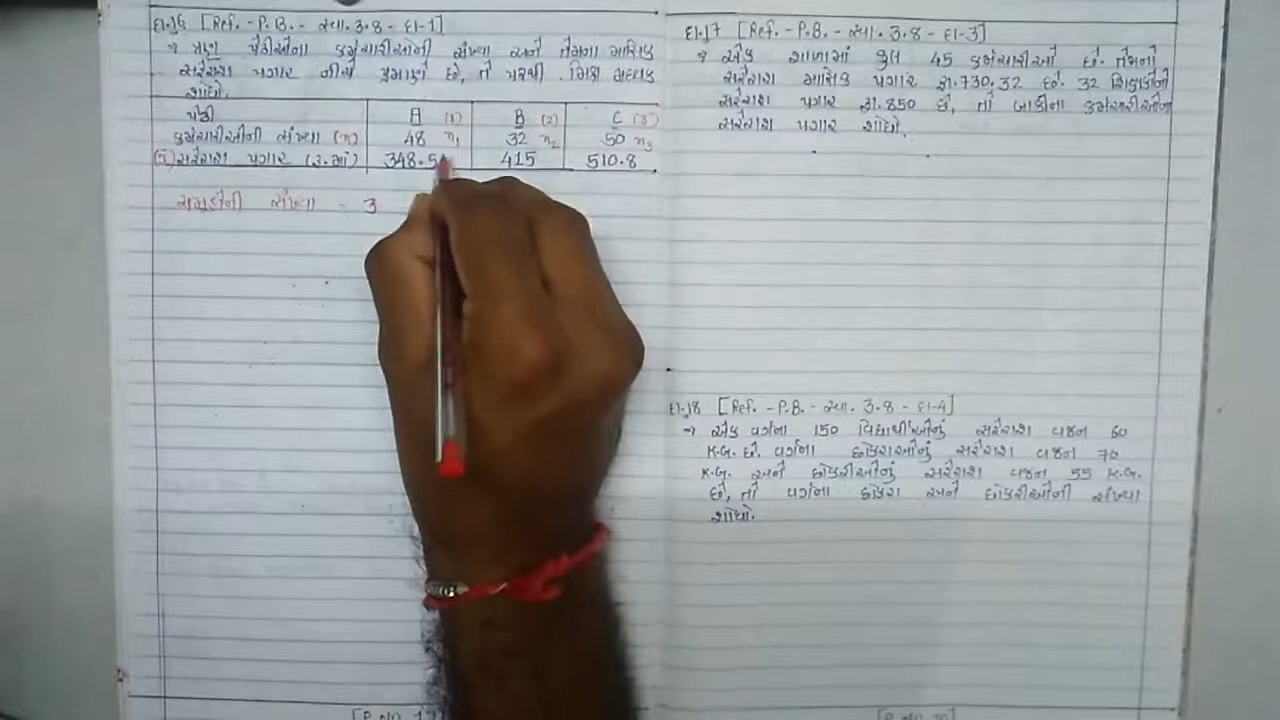 દા.16 [Ref. - P.B. - સ્વા. 3.8 - દા-1]
→ ત્રણ પેઢીઓના કર્મચારીઓની સંખ્યા અને તેમના માસિક
સરેરાશ પગાર નીચે પ્રમાણે છે, તે પરથી મિશ્ર મધ્યક
શોધો.
પેઢી A (1) B (2) C (3)
કર્મચારીઓની સંખ્યા (n) 48 n₁ 32 n₂ 50 n₃
સરેરાશ પગાર (રૂ.માં) 348.5 415 510.8
સમૂહોની સંખ્યા - 3
દા.17 [Ref. - P.B. - સ્વા. 3.8 - દા-3]
→ એક શાળામાં કુલ 45 કર્મચારીઓ છે. તેમનો
સરેરાશ માસિક પગાર રૂા.730.32 છે. 32 શિક્ષકોનો
સરેરાશ પગાર રૂા.850 છે, તો બાકીના કર્મચારીઓનો
સરેરાશ પગાર શોધો.
દા.18 [Ref. - P.B. - સ્વા. 3.8 - દા-4]
→ એક વર્ગના 150 વિદ્યાર્થીઓનું સરેરાશ વજન 60
K.G. છે. વર્ગના છોકરાઓનું સરેરાશ વજન 70
K.G. અને છોકરીઓનું સરેરાશ વજન 55 K.G.
છે, તો વર્ગના છોકરા અને છોકરીઓની સંખ્યા
શોધો.